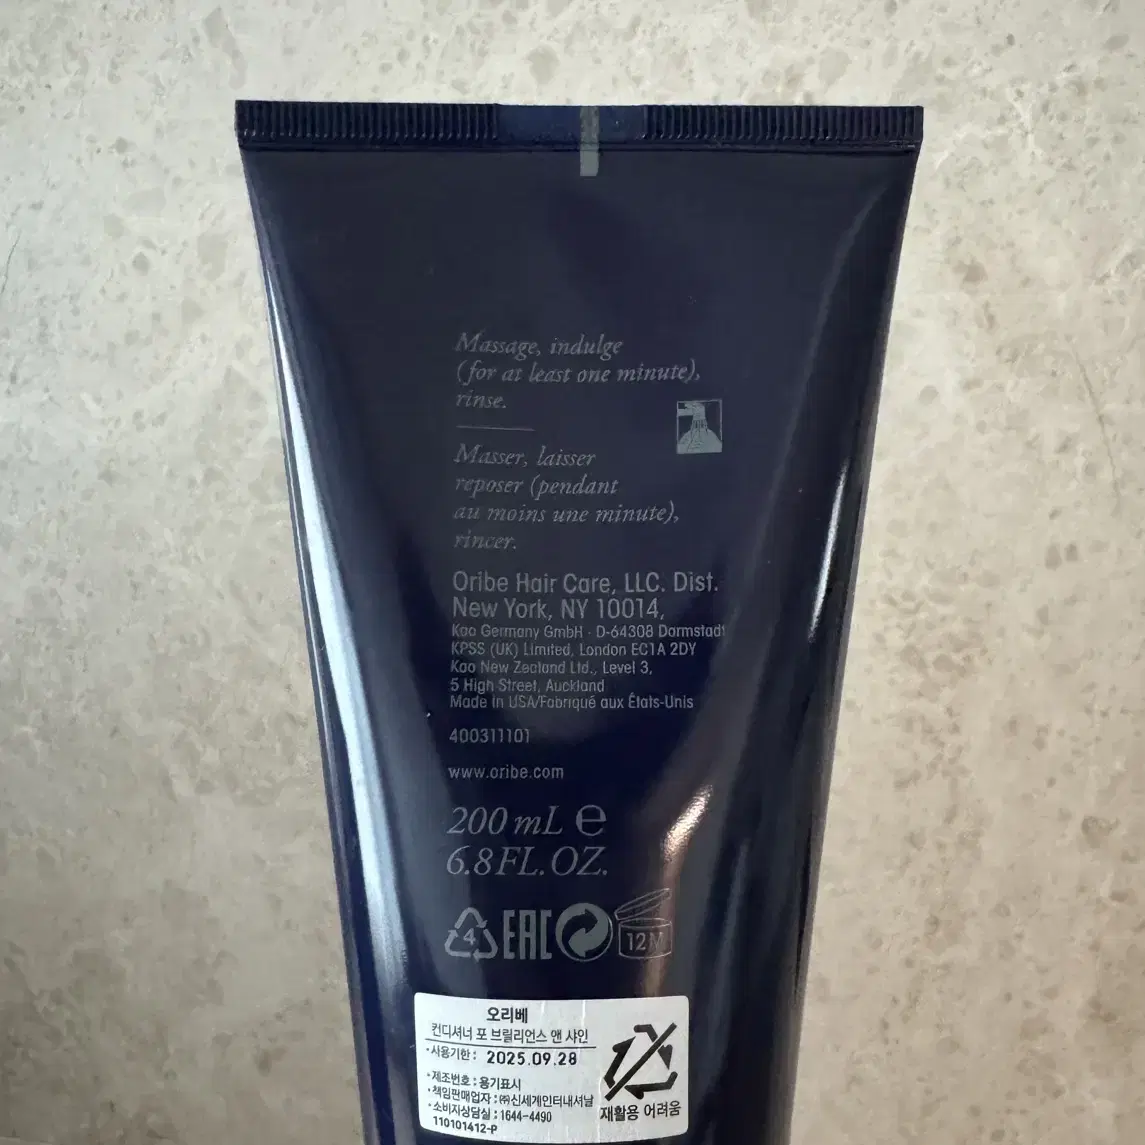 Massage, indulge
(for at least one minute),
rinse.
Masser, laisser
reposer (pendant
au moins une minute),
rincer.
Oribe Hair Care, LLC. Dist.
New York, NY 10014,
Kao Germany GmbH · D-64308 Darmstadt
KPSS (UK) Limited, London EC1A 2DY
Kao New Zealand Ltd., Level 3,
5 High Street, Auckland
Made in USA/Fabriqué aux États-Unis
400311101
www.oribe.com
200 mL e
6.8 FL. OZ.
4 EAC 12M
오리베
컨디셔너 포 브릴리언스 앤 샤인
·사용기한 : 2025.09.28
·제조번호 : 용기표시
·책임판매업자 : ㈜신세계인터내셔날
·소비자상담실 : 1644-4490
110101412-P
재활용 어려움